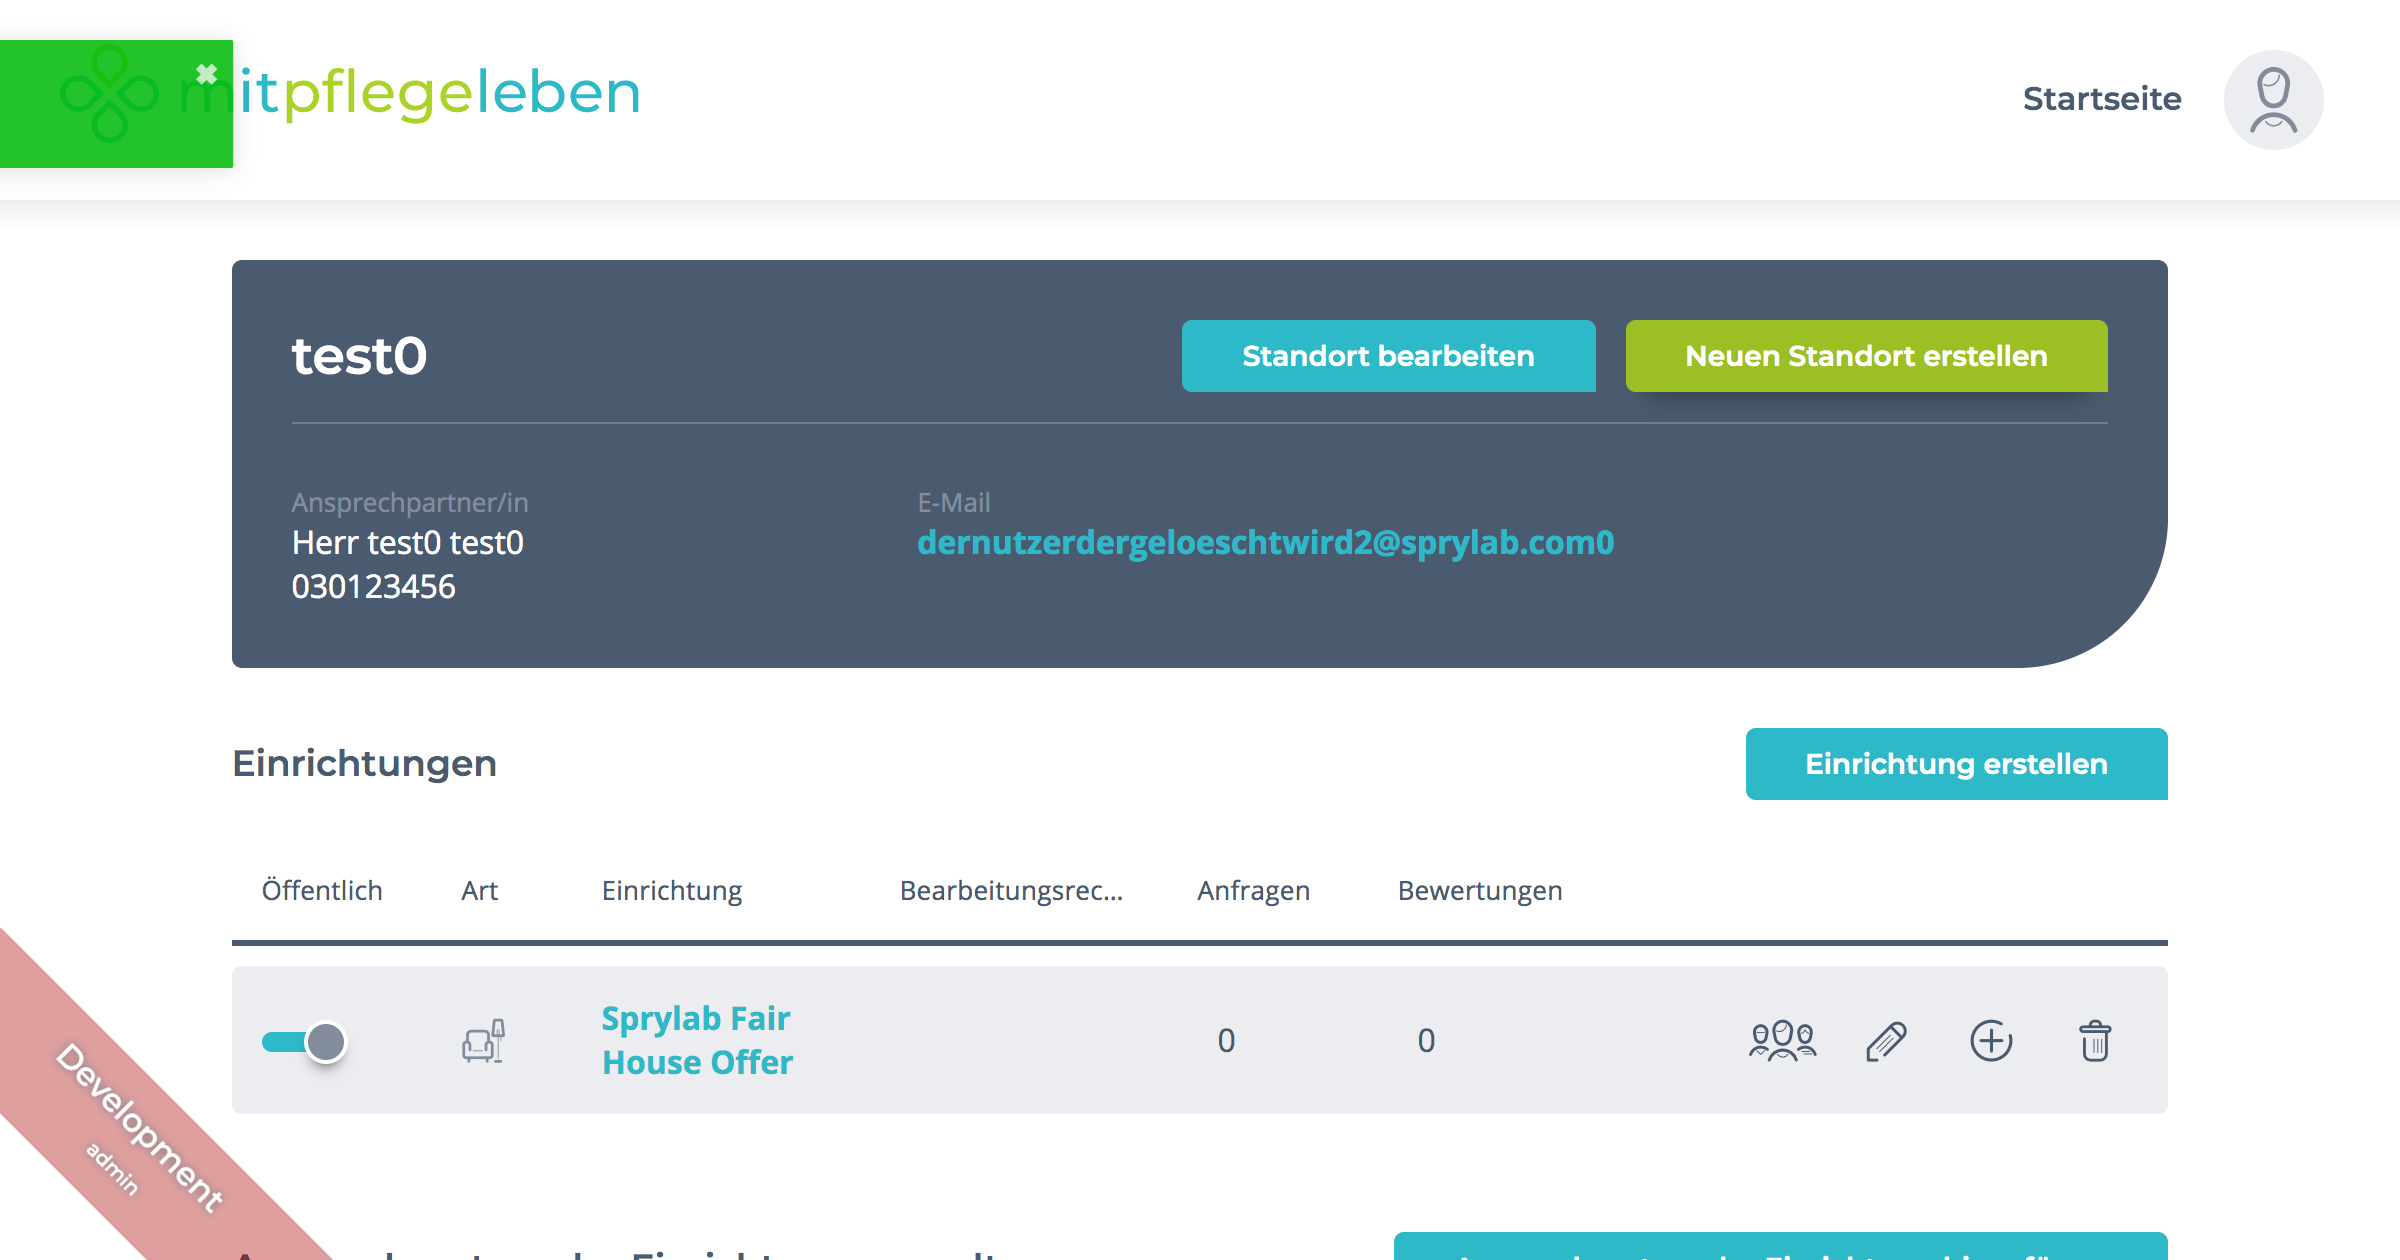 mitpflegeleben
Startseite
test0
Standort bearbeiten
Neuen Standort erstellen
Ansprechpartner/in
Herr test0 test0
030123456
E-Mail
dernutzerdergeloeschtwird2@sprylab.com0
Einrichtungen
Einrichtung erstellen
Öffentlich Art Einrichtung Bearbeitungsrec... Anfragen Bewertungen
Sprylab Fair
House Offer
0 0
Development
admin